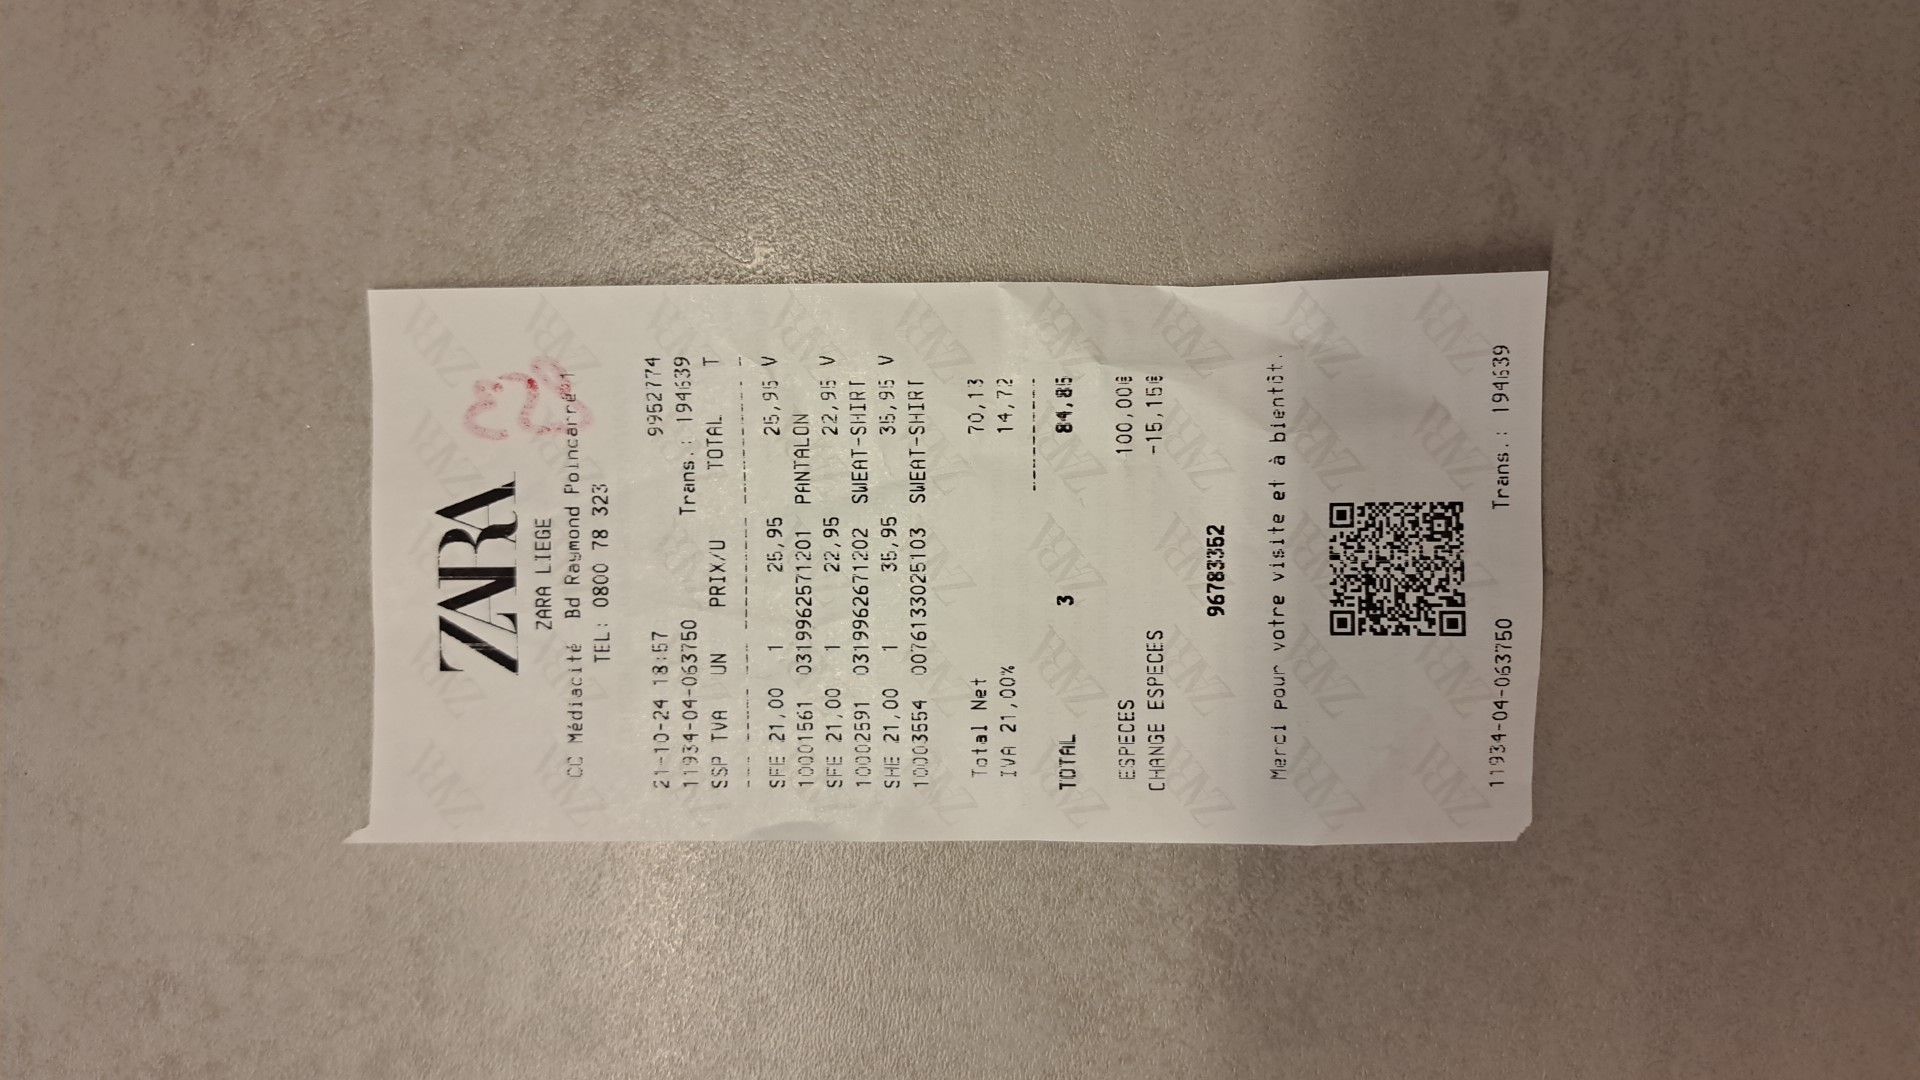 ZARA
ZARA LIEGE
CC Médiacité Bd Raymond Poincarré 1
TEL: 0800 78 323
21-10-24 18:57 9952774
11934-04-063750 Trans.: 194639
SSP TVA UN PRIX/U TOTAL T
SFE 21,00 1 25,95 25,95 V
10001561 0319962571201 PANTALON
SFE 21,00 1 22,95 22,95 V
10002591 0319962671202 SWEAT-SHIRT
SHE 21,00 1 35,95 35,95 V
10003554 0076133025103 SWEAT-SHIRT
Total Net 70,13
IVA 21,00% 14,72
TOTAL 3 84,85
ESPECES 100,00€
CHANGE ESPECES -15,15€
96783352
Merci pour votre visite et à bientôt.
11934-04-063750 Trans.: 194639